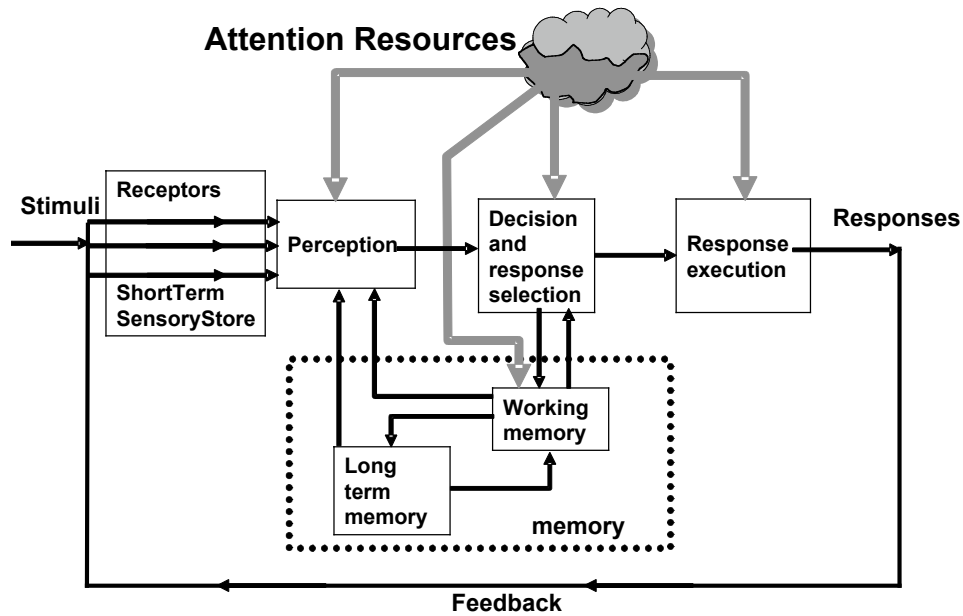 Attention Resources
Stimuli
Receptors
ShortTerm
SensoryStore
Perception
Decision
and
response
selection
Response
execution
Responses
Working
memory
Long
term
memory
memory
Feedback